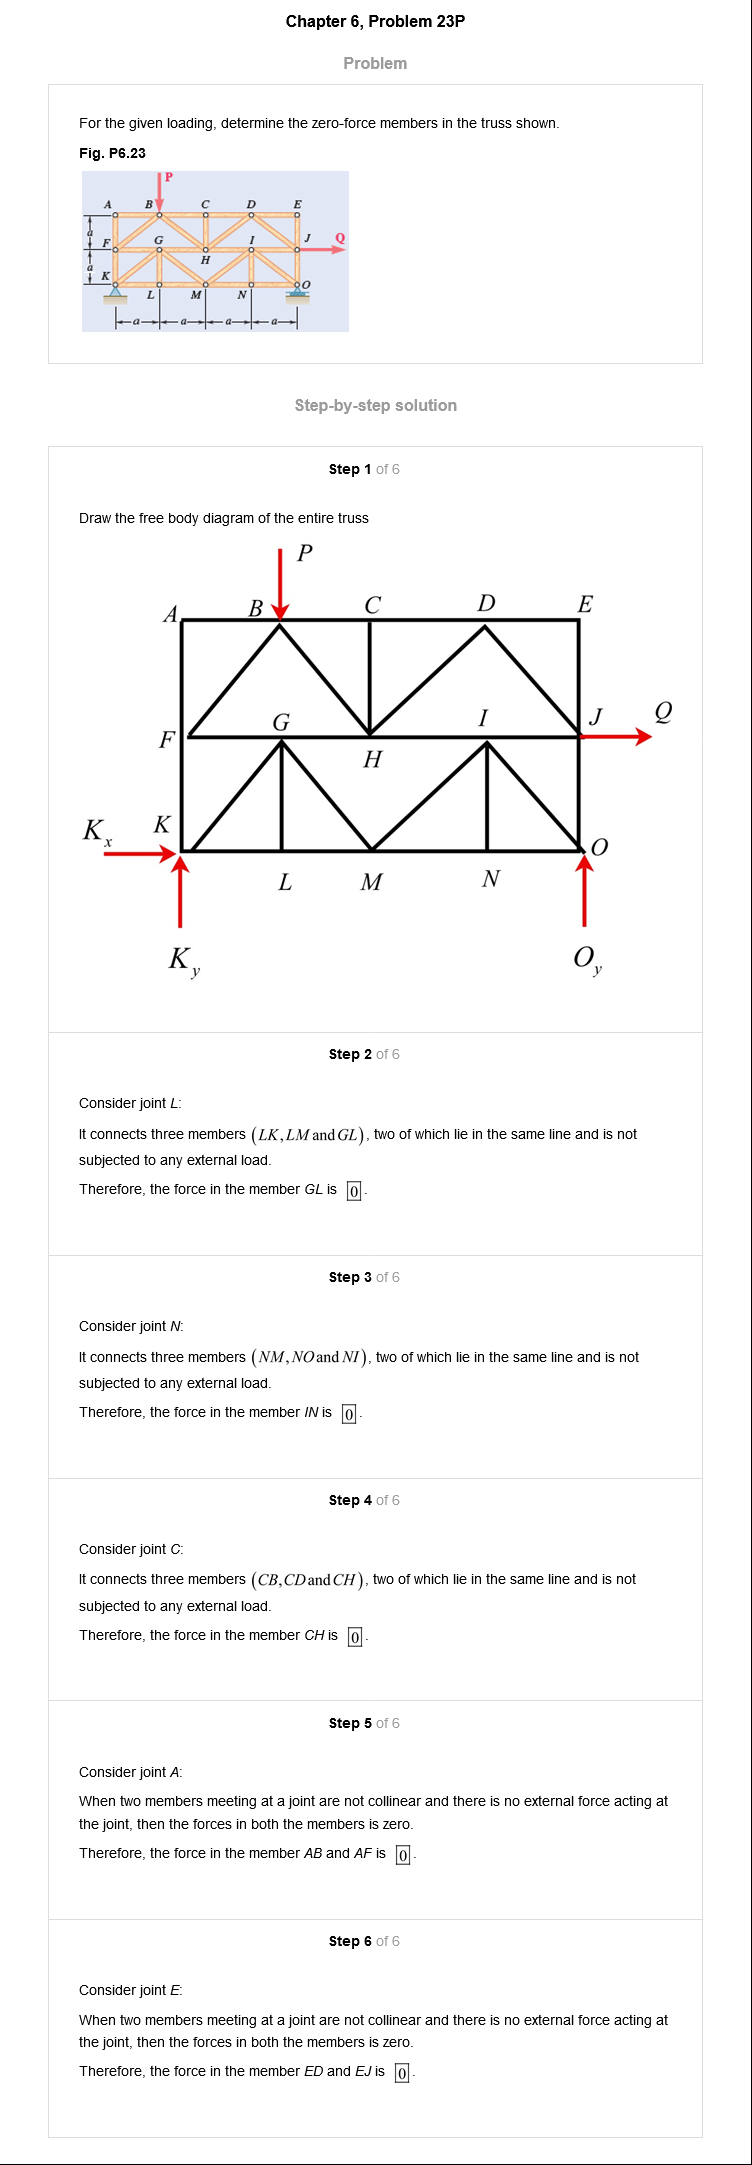 Chapter 6, Problem 23P
Problem
For the given loading, determine the zero-force members in the truss shown.
Fig. P6.23
P
A B C D E
a
F G I J Q
H
a
K O
L M N
a a a a
Step-by-step solution
Step 1 of 6
Draw the free body diagram of the entire truss
P
A B C D E
F G I J Q
H
K_x K O
L M N
K_y O_y
Step 2 of 6
Consider joint L:
It connects three members (LK, LM and GL), two of which lie in the same line and is not
subjected to any external load.
Therefore, the force in the member GL is 0.
Step 3 of 6
Consider joint N:
It connects three members (NM, NO and NI), two of which lie in the same line and is not
subjected to any external load.
Therefore, the force in the member IN is 0.
Step 4 of 6
Consider joint C:
It connects three members (CB, CD and CH), two of which lie in the same line and is not
subjected to any external load.
Therefore, the force in the member CH is 0.
Step 5 of 6
Consider joint A:
When two members meeting at a joint are not collinear and there is no external force acting at
the joint, then the forces in both the members is zero.
Therefore, the force in the member AB and AF is 0.
Step 6 of 6
Consider joint E:
When two members meeting at a joint are not collinear and there is no external force acting at
the joint, then the forces in both the members is zero.
Therefore, the force in the member ED and EJ is 0.